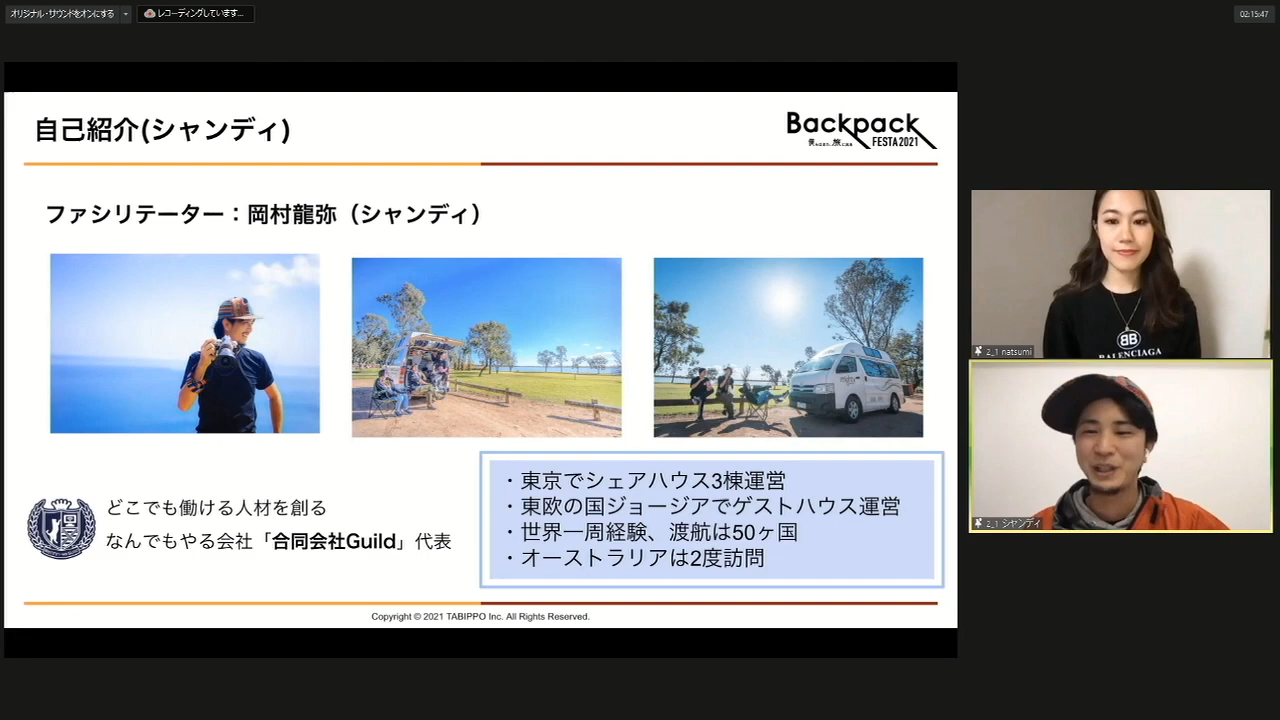 オリジナル・サウンドをオンにする
レコーディングしています...
02:15:47
自己紹介(シャンディ)
Backpack
FESTA2021
ファシリテーター：岡村龍弥（シャンディ）
どこでも働ける人材を創る
なんでもやる会社「合同会社Guild」代表
・東京でシェアハウス3棟運営
・東欧の国ジョージアでゲストハウス運営
・世界一周経験、渡航は50ヶ国
・オーストラリアは2度訪問
Copyright © 2021 TABIPPO Inc. All Rights Reserved.
BB
BALENCIAGA
2_1 natsumi
2_1 シャンディ